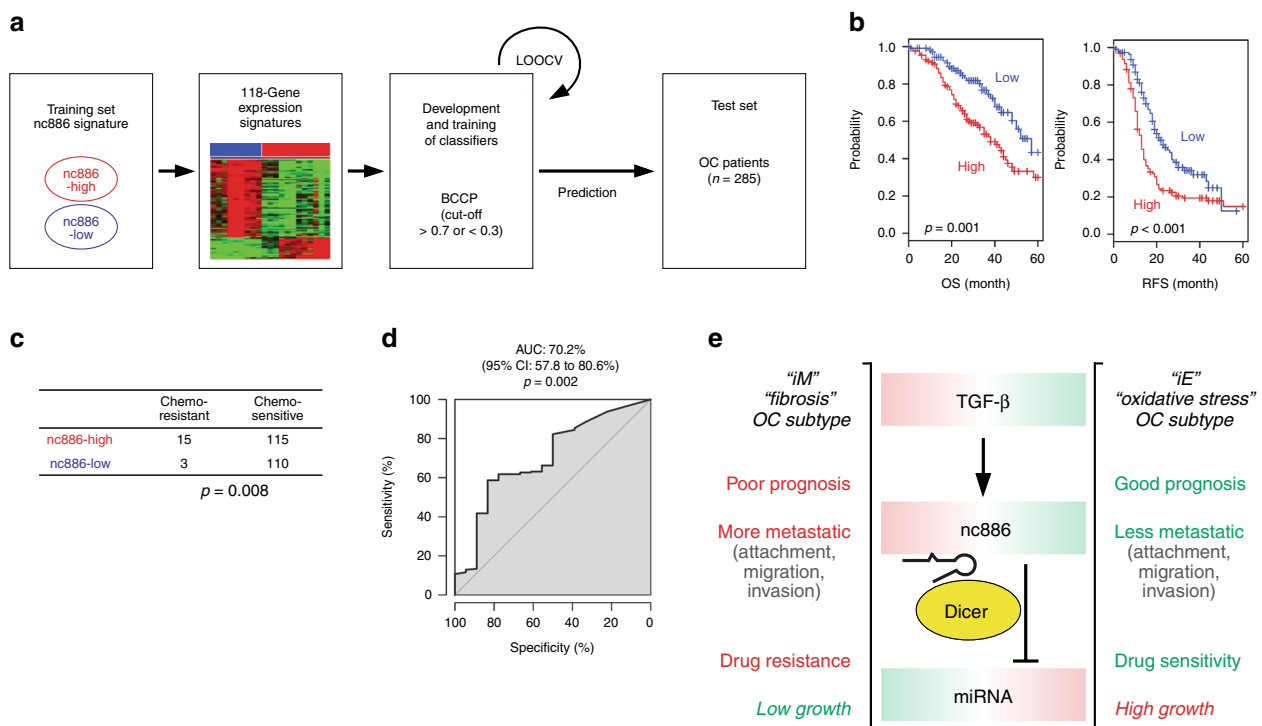 a
Training set
nc886 signature
nc886
-high
nc886
-low
118-Gene
expression
signatures
LOOCV
Development
and training
of classifiers
BCCP
(cut-off
> 0.7 or < 0.3)
Prediction
Test set
OC patients
(n = 285)
b
Probability
1.0
0.8
0.6
0.4
0.2
0.0
Low
High
p = 0.001
0 20 40 60
OS (month)
Probability
1.0
0.8
0.6
0.4
0.2
0.0
Low
High
p < 0.001
0 20 40 60
RFS (month)
c
Chemo-
resistant
Chemo-
sensitive
nc886-high 15 115
nc886-low 3 110
p = 0.008
d
AUC: 70.2%
(95% CI: 57.8 to 80.6%)
p = 0.002
Sensitivity (%)
100
80
60
40
20
0
100 80 60 40 20 0
Specificity (%)
e
“iM”
“fibrosis”
OC subtype
Poor prognosis
More metastatic
(attachment,
migration,
invasion)
Drug resistance
Low growth
TGF-β
nc886
Dicer
miRNA
“iE”
“oxidative stress”
OC subtype
Good prognosis
Less metastatic
(attachment,
migration,
invasion)
Drug sensitivity
High growth